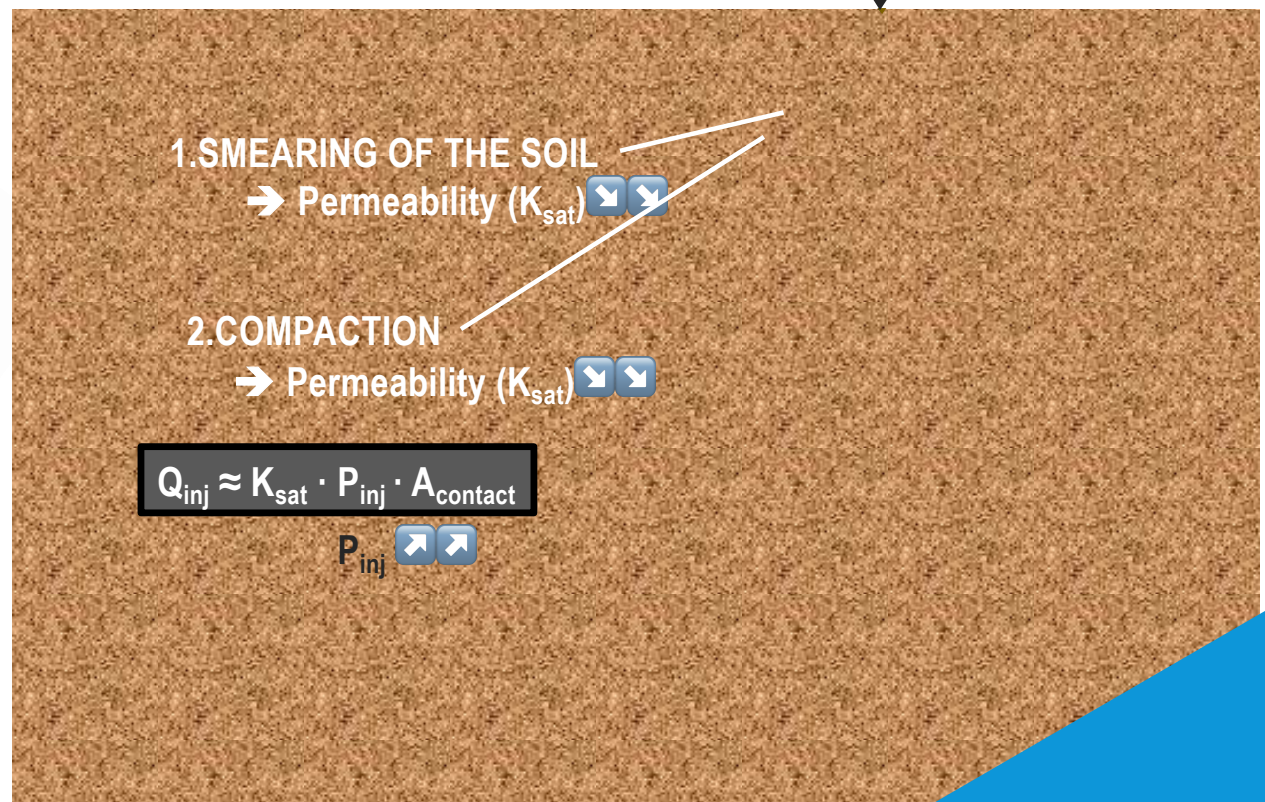 1.SMEARING OF THE SOIL
➔ Permeability (Ksat)↘↘
2.COMPACTION
➔ Permeability (Ksat)↘↘
Qinj ≈ Ksat · Pinj · Acontact
Pinj ↗↗